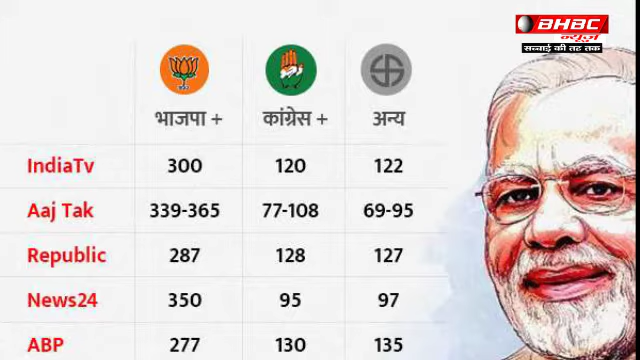 BHBC
न्यूज़
सच्चाई की तह तक
भाजपा + कांग्रेस + अन्य
IndiaTv 300 120 122
Aaj Tak 339-365 77-108 69-95
Republic 287 128 127
News24 350 95 97
ABP 277 130 135